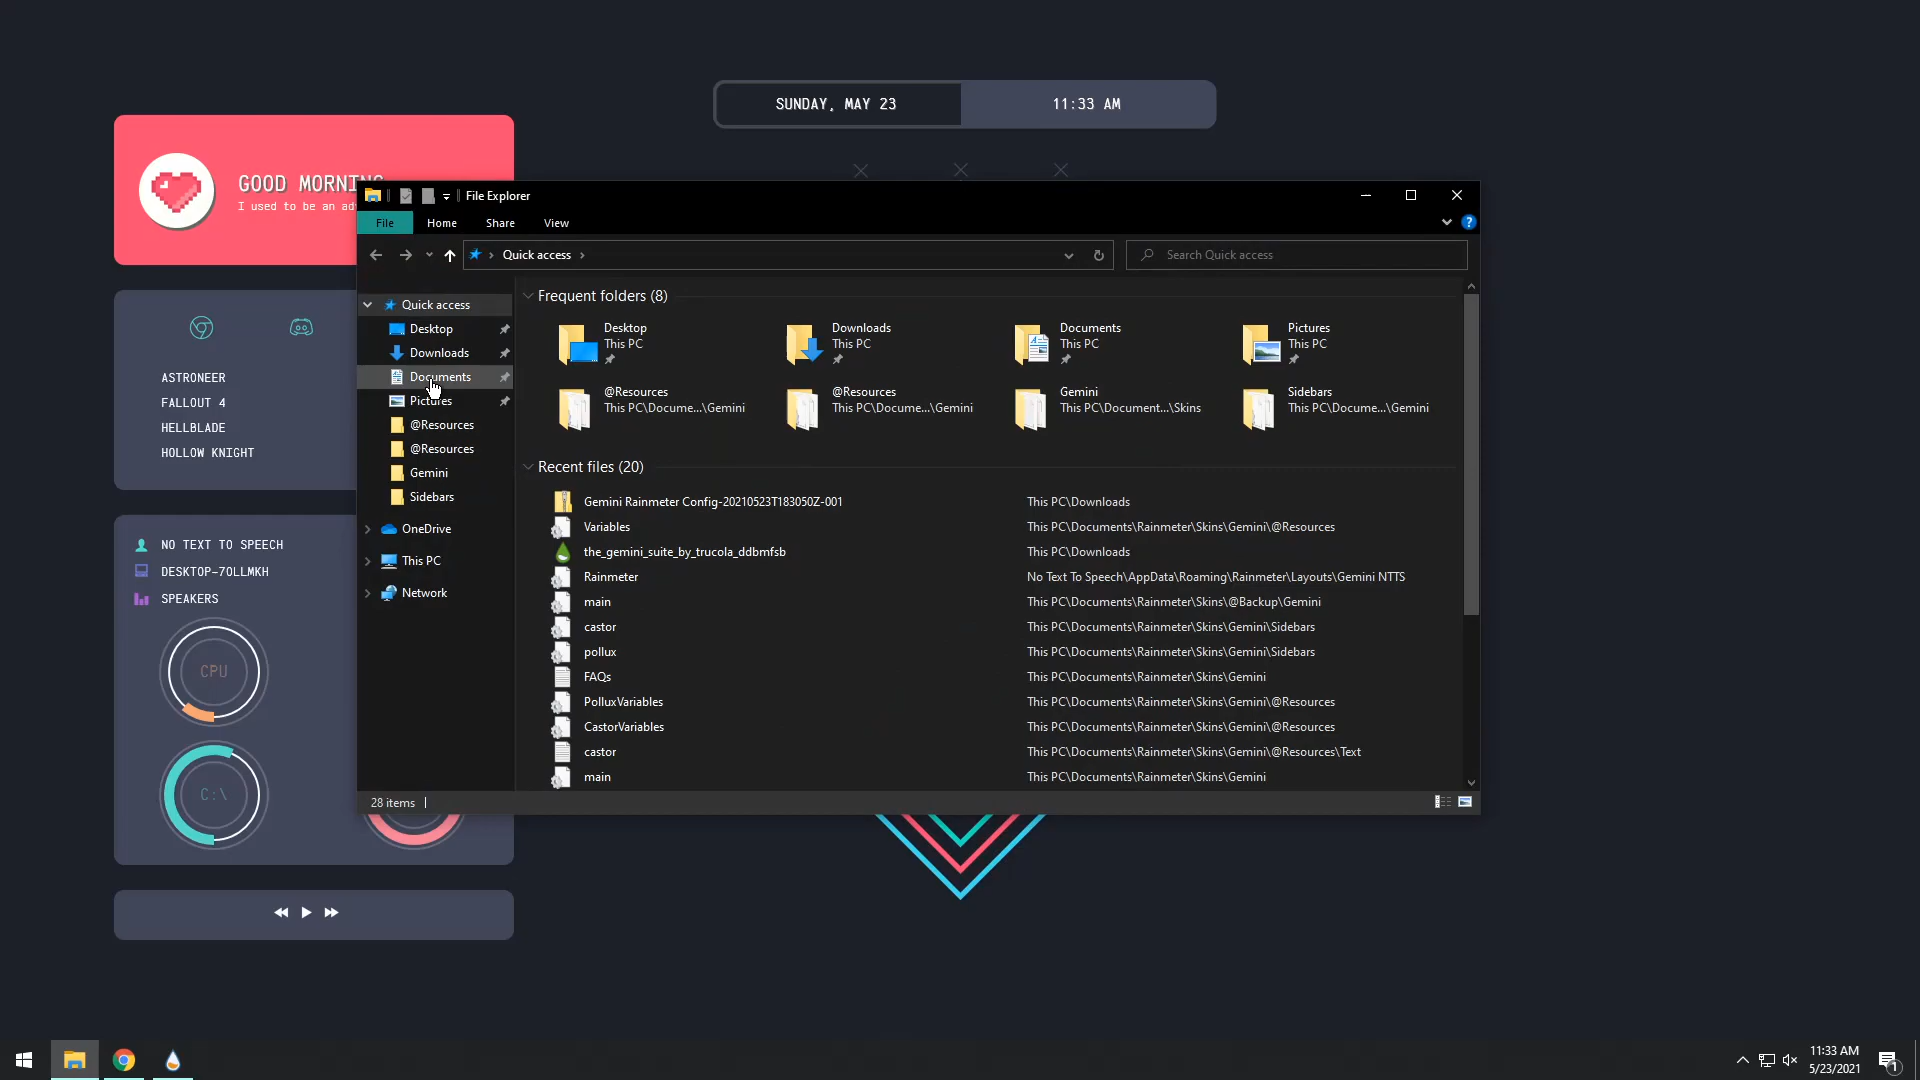 SUNDAY, MAY 23
11:33 AM
GOOD MORNING
I used to be an ad
File Explorer
File
Home
Share
View
Quick access
Search Quick access
Quick access
Desktop
Downloads
Documents
Pictures
@Resources
@Resources
Gemini
Sidebars
OneDrive
This PC
Network
Frequent folders (8)
Desktop
This PC
Downloads
This PC
Documents
This PC
Pictures
This PC
@Resources
This PC\Docume...\Gemini
@Resources
This PC\Docume...\Gemini
Gemini
This PC\Document...\Skins
Sidebars
This PC\Docume...\Gemini
Recent files (20)
Gemini Rainmeter Config-20210523T183050Z-001
This PC\Downloads
Variables
This PC\Documents\Rainmeter\Skins\Gemini\@Resources
the_gemini_suite_by_trucola_ddbmfsb
This PC\Downloads
Rainmeter
No Text To Speech\AppData\Roaming\Rainmeter\Layouts\Gemini NTTS
main
This PC\Documents\Rainmeter\Skins\@Backup\Gemini
castor
This PC\Documents\Rainmeter\Skins\Gemini\Sidebars
pollux
This PC\Documents\Rainmeter\Skins\Gemini\Sidebars
FAQs
This PC\Documents\Rainmeter\Skins\Gemini
PolluxVariables
This PC\Documents\Rainmeter\Skins\Gemini\@Resources
CastorVariables
This PC\Documents\Rainmeter\Skins\Gemini\@Resources
castor
This PC\Documents\Rainmeter\Skins\Gemini\@Resources\Text
main
This PC\Documents\Rainmeter\Skins\Gemini
28 items
ASTRONEER
FALLOUT 4
HELLBLADE
HOLLOW KNIGHT
NO TEXT TO SPEECH
DESKTOP-7OLLMKH
SPEAKERS
CPU
C:\
11:33 AM
5/23/2021
1